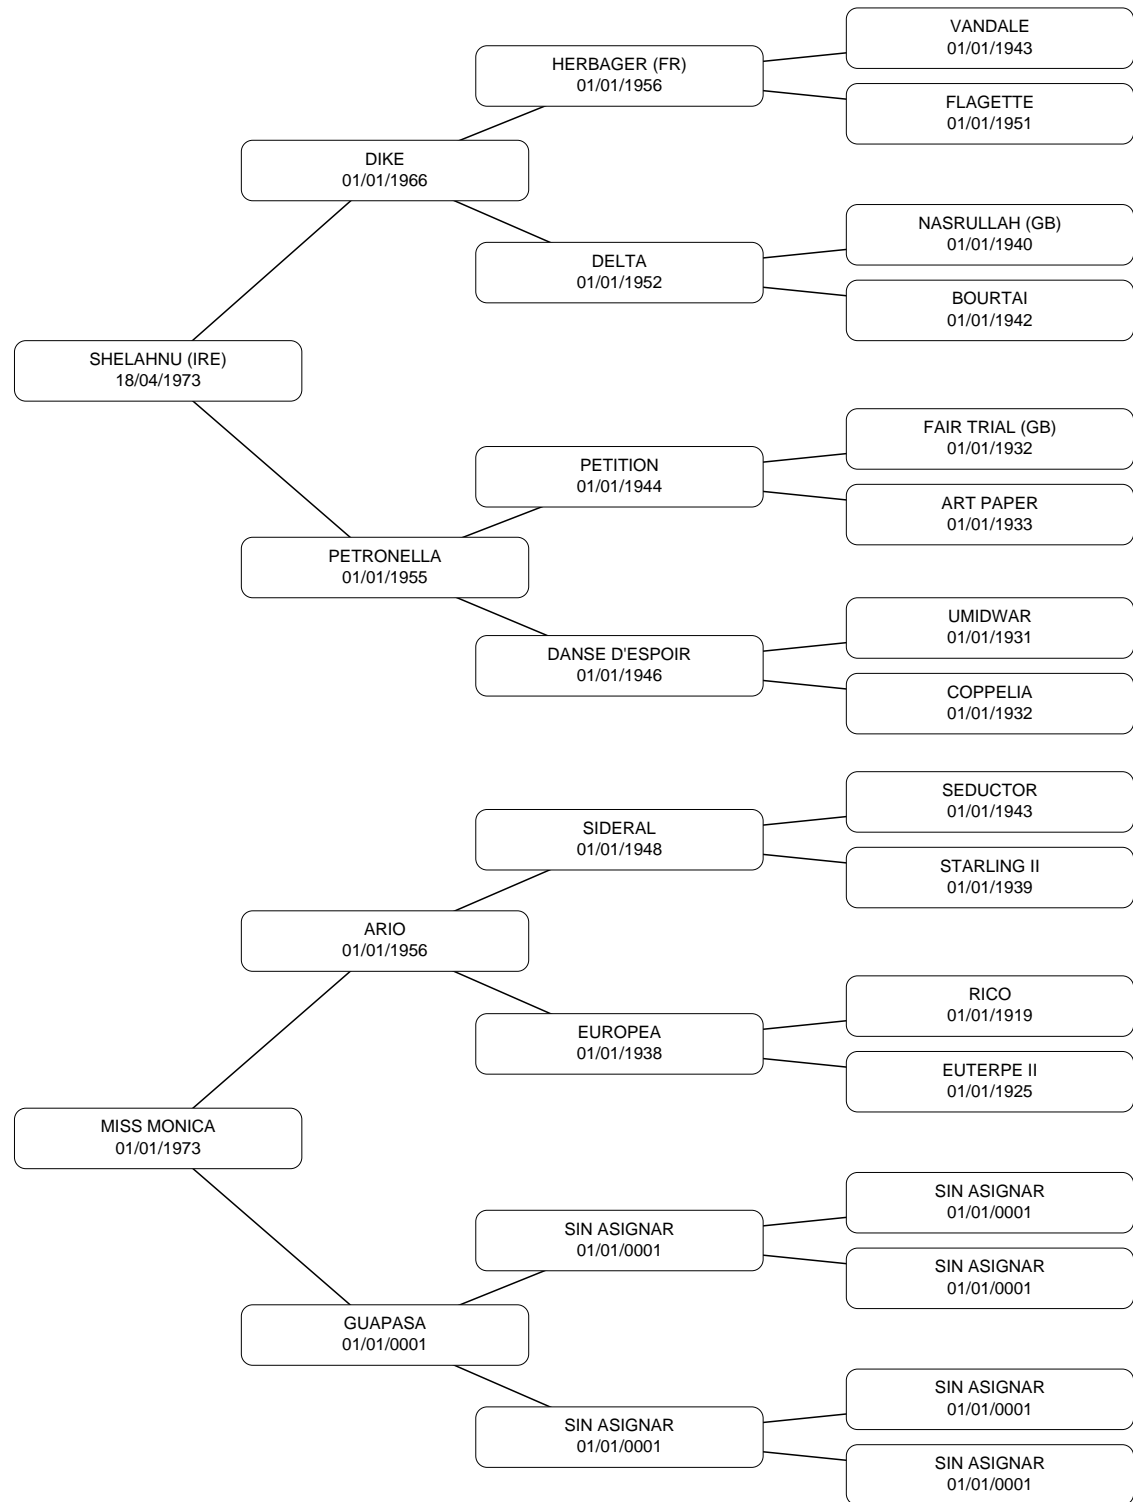 VANDALE
01/01/1943
HERBAGER (FR)
01/01/1956
FLAGETTE
01/01/1951
DIKE
01/01/1966
NASRULLAH (GB)
01/01/1940
DELTA
01/01/1952
BOURTAI
01/01/1942
SHELAHNU (IRE)
18/04/1973
FAIR TRIAL (GB)
01/01/1932
PETITION
01/01/1944
ART PAPER
01/01/1933
PETRONELLA
01/01/1955
UMIDWAR
01/01/1931
DANSE D'ESPOIR
01/01/1946
COPPELIA
01/01/1932
SEDUCTOR
01/01/1943
SIDERAL
01/01/1948
STARLING II
01/01/1939
ARIO
01/01/1956
RICO
01/01/1919
EUROPEA
01/01/1938
EUTERPE II
01/01/1925
MISS MONICA
01/01/1973
SIN ASIGNAR
01/01/0001
SIN ASIGNAR
01/01/0001
SIN ASIGNAR
01/01/0001
GUAPASA
01/01/0001
SIN ASIGNAR
01/01/0001
SIN ASIGNAR
01/01/0001
SIN ASIGNAR
01/01/0001